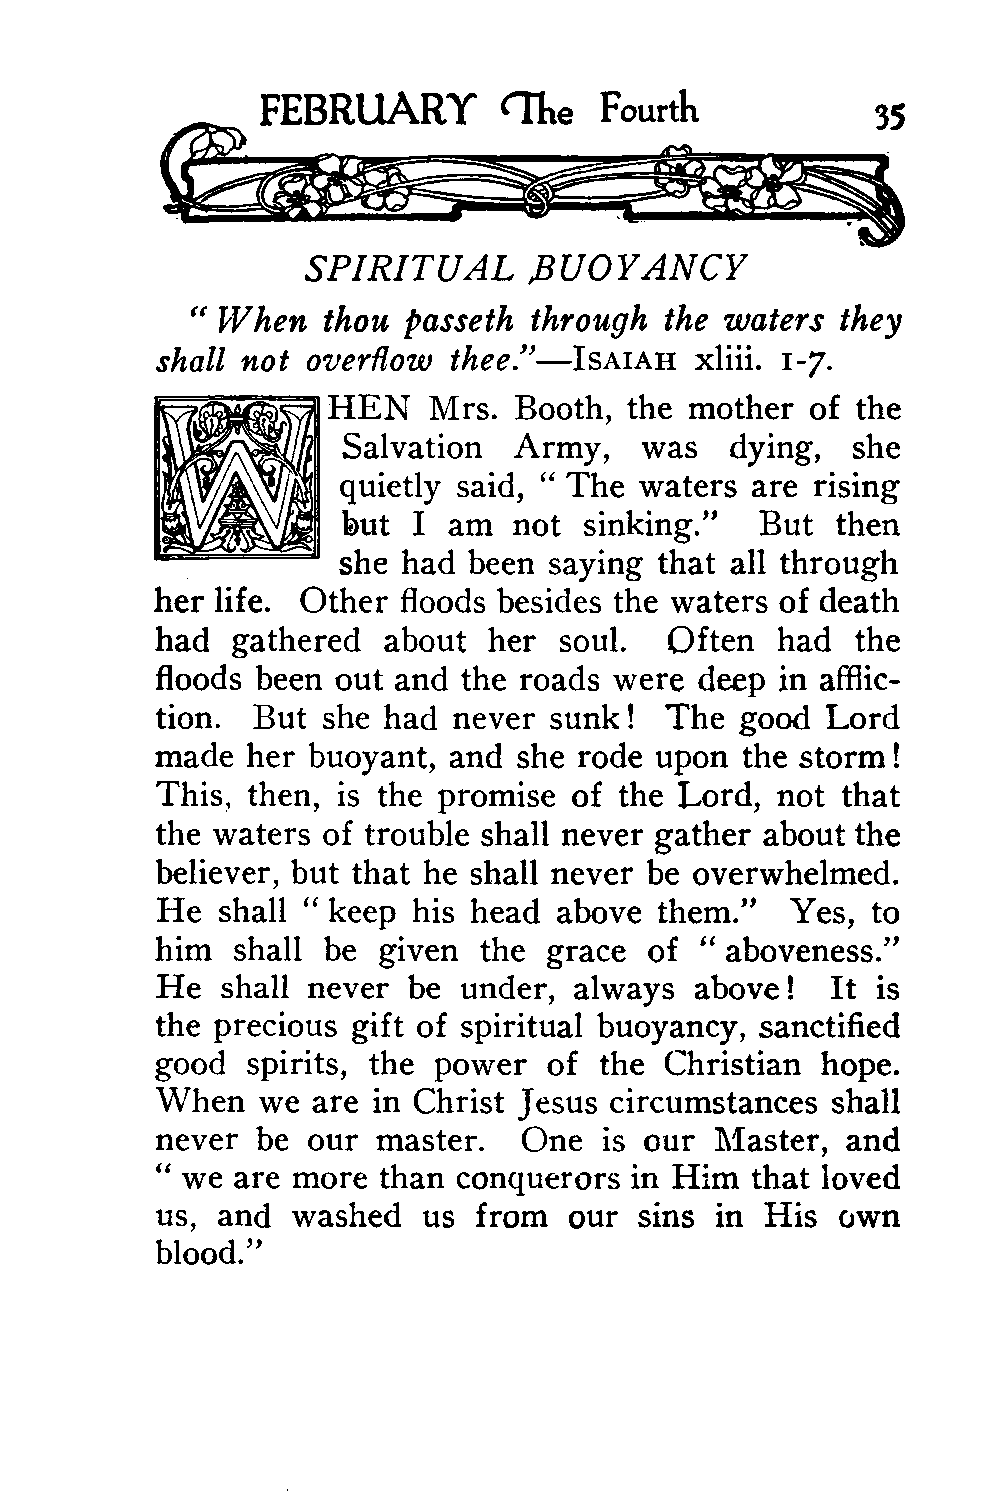 FEBRUARY The Fourth 35
SPIRITUAL BUOYANCY
“ When thou passeth through the waters they
shall not overflow thee.”—ISAIAH xliii. 1-7.
WHEN Mrs. Booth, the mother of the
Salvation Army, was dying, she
quietly said, “ The waters are rising
but I am not sinking.” But then
she had been saying that all through
her life. Other floods besides the waters of death
had gathered about her soul. Often had the
floods been out and the roads were deep in afflic-
tion. But she had never sunk! The good Lord
made her buoyant, and she rode upon the storm!
This, then, is the promise of the Lord, not that
the waters of trouble shall never gather about the
believer, but that he shall never be overwhelmed.
He shall “ keep his head above them.” Yes, to
him shall be given the grace of “ aboveness.”
He shall never be under, always above! It is
the precious gift of spiritual buoyancy, sanctified
good spirits, the power of the Christian hope.
When we are in Christ Jesus circumstances shall
never be our master. One is our Master, and
“ we are more than conquerors in Him that loved
us, and washed us from our sins in His own
blood.”